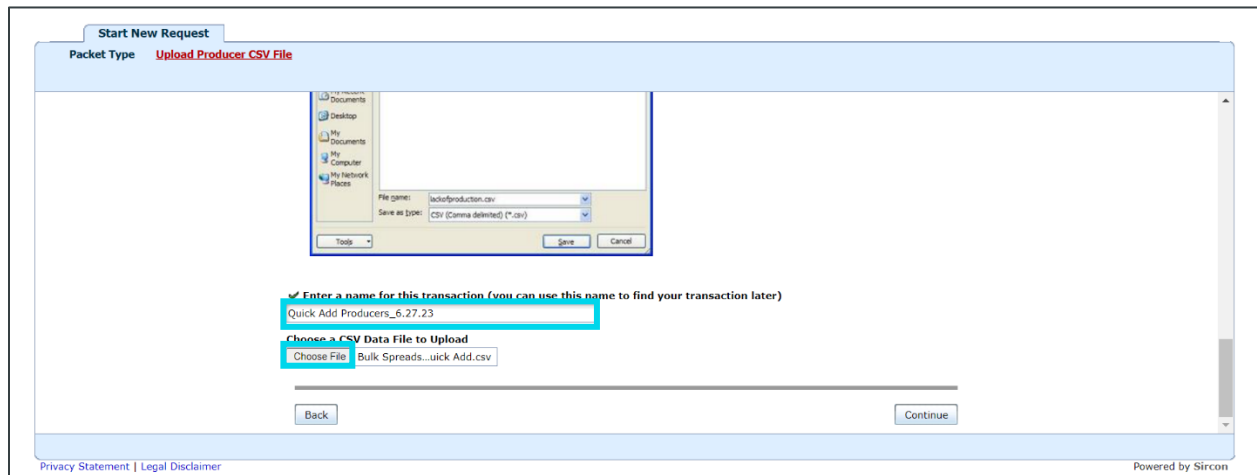 Start New Request
Packet Type Upload Producer CSV File
Documents
Desktop
My
Documents
My
Computer
My Network
Places
File name: lackofproduction.csv
Save as type: CSV (Comma delimited) (*.csv)
Tools Save Cancel
Enter a name for this transaction (you can use this name to find your transaction later)
Quick Add Producers_6.27.23
Choose a CSV Data File to Upload
Choose File Bulk Spreads...uick Add.csv
Back Continue
Privacy Statement | Legal Disclaimer Powered by Sircon